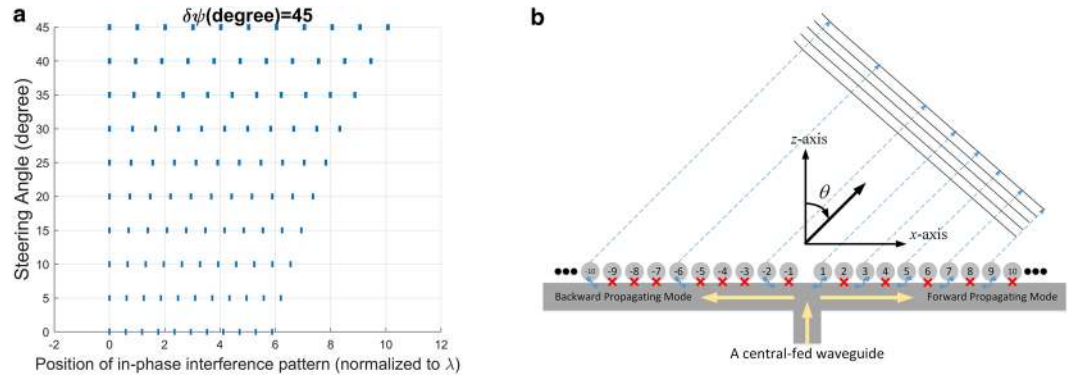 a
δψ(degree)=45
Steering Angle (degree)
45
40
35
30
25
20
15
10
5
0
-2 0 2 4 6 8 10 12
Position of in-phase interference pattern (normalized to λ)
b
z-axis
θ
x-axis
-10 -9 -8 -7 -6 -5 -4 -3 -2 -1 1 2 3 4 5 6 7 8 9 10
Backward Propagating Mode Forward Propagating Mode
A central-fed waveguide